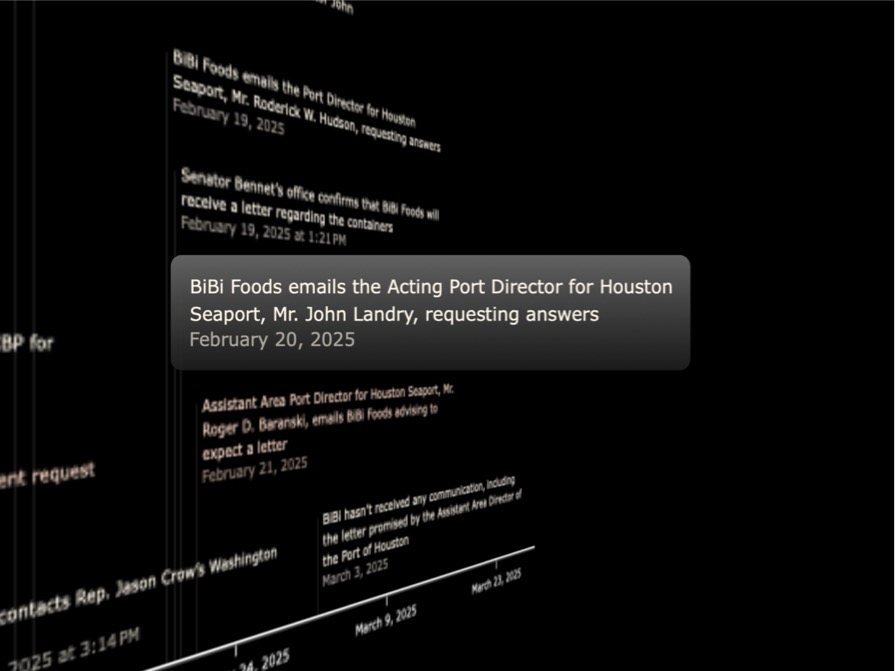 John
BiBi Foods emails the Port Director for Houston
Seaport, Mr. Roderick W. Hudson, requesting answers
February 19, 2025
Senator Bennet's office confirms that BiBi Foods will
receive a letter regarding the containers
February 19, 2025 at 1:21 PM
BiBi Foods emails the Acting Port Director for Houston
Seaport, Mr. John Landry, requesting answers
February 20, 2025
CBP for
Assistant Area Port Director for Houston Seaport, Mr.
Roger D. Baranski, emails BiBi Foods advising to
expect a letter
February 21, 2025
request
BiBi hasn't received any communication, including
the letter promised by the Assistant Area Director of
the Port of Houston
March 3, 2025
contacts Rep. Jason Crow's Washington
2025 at 3:14 PM
24, 2025
March 9, 2025
March 23, 2025